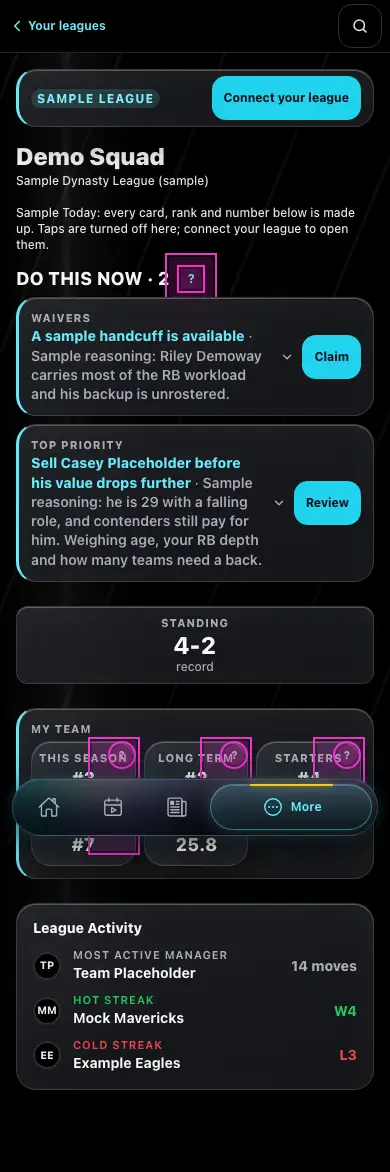 Your leagues
SAMPLE LEAGUE
Connect your league
Demo Squad
Sample Dynasty League (sample)
Sample Today: every card, rank and number below is made
up. Taps are turned off here; connect your league to open
them.
DO THIS NOW · 2
?
WAIVERS
A sample handcuff is available ·
Sample reasoning: Riley Demoway
carries most of the RB workload
and his backup is unrostered.
Claim
TOP PRIORITY
Sell Casey Placeholder before
his value drops further · Sample
reasoning: he is 29 with a falling
role, and contenders still pay for
him. Weighing age, your RB depth
and how many teams need a back.
Review
STANDING
4-2
record
MY TEAM
THIS SEASON
?
LONG TERM
?
STARTERS
?
More
#7
25.8
League Activity
TP
MOST ACTIVE MANAGER
Team Placeholder
14 moves
MM
HOT STREAK
Mock Mavericks
W4
EE
COLD STREAK
Example Eagles
L3